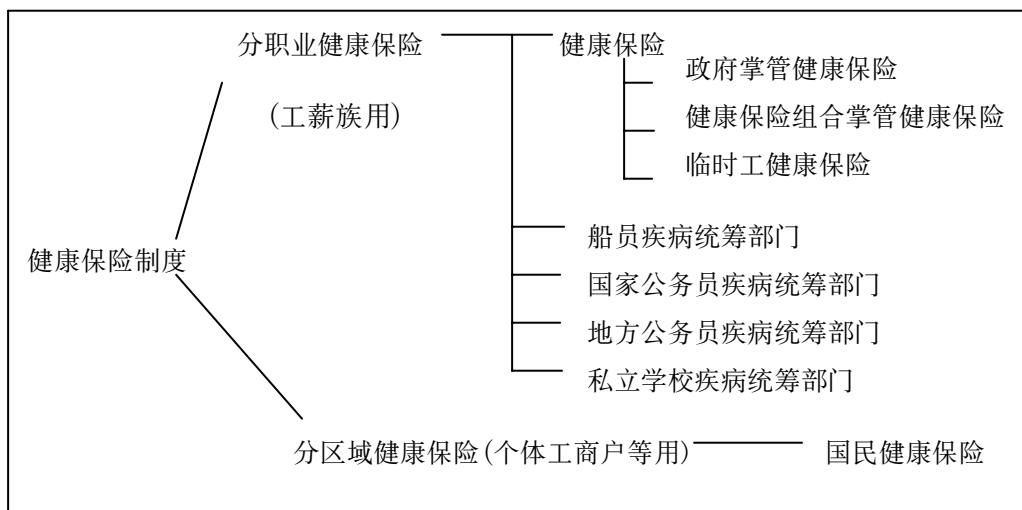 分职业健康保险
健康保险
政府掌管健康保险
(工薪族用)
健康保险组合掌管健康保险
临时工健康保险
船员疾病统筹部门
健康保险制度
国家公务员疾病统筹部门
地方公务员疾病统筹部门
私立学校疾病统筹部门
分区域健康保险(个体工商户等用)
国民健康保险